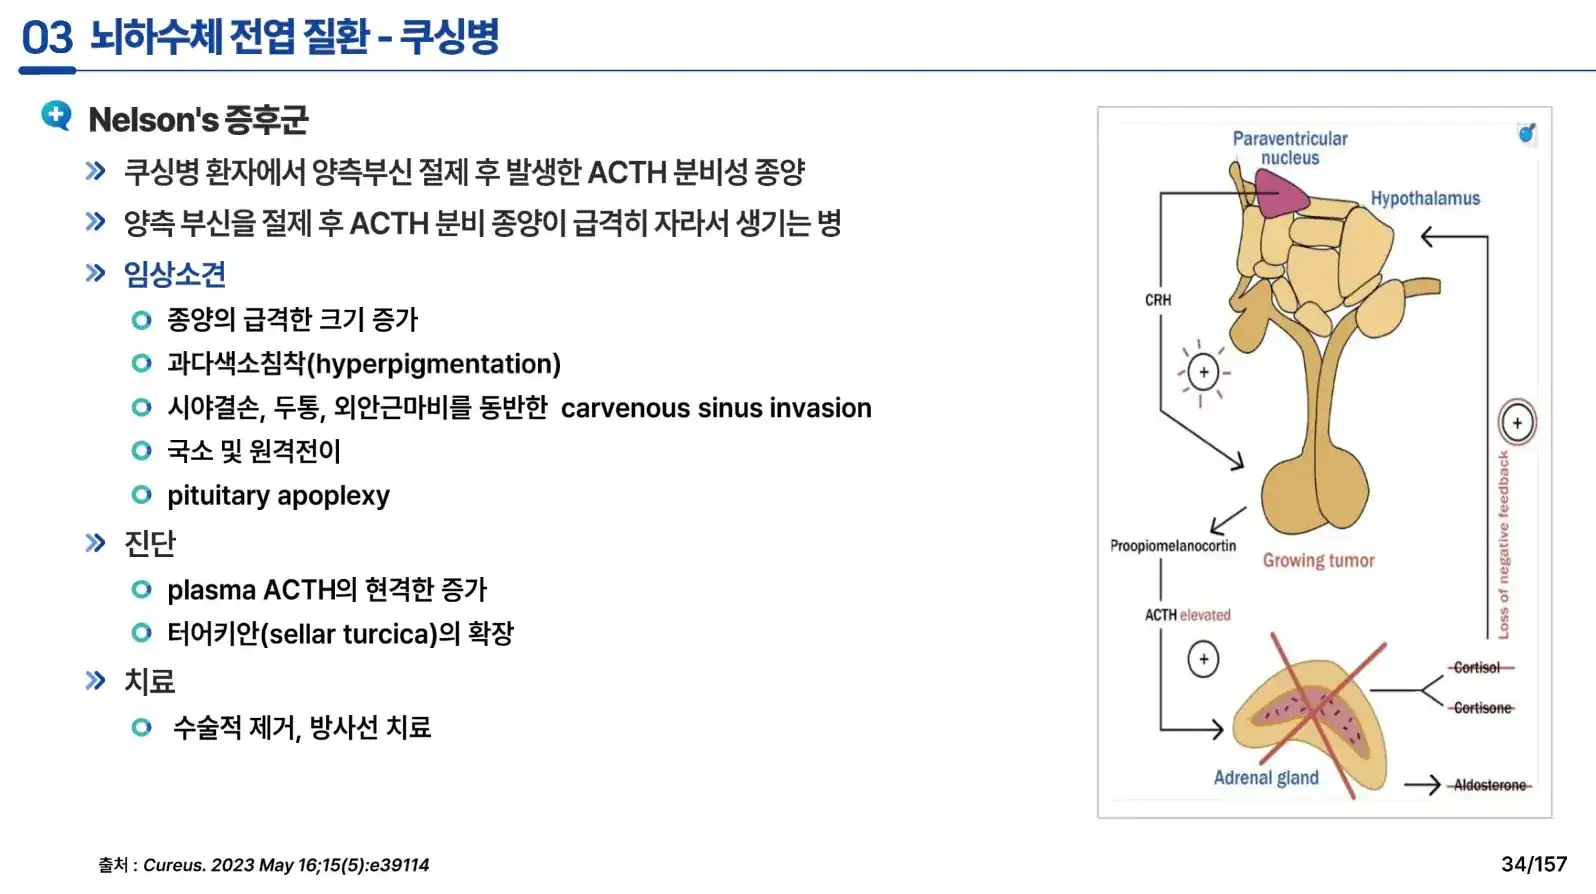 03 뇌하수체 전엽 질환 - 쿠싱병
Nelson's 증후군
쿠싱병 환자에서 양측부신 절제 후 발생한 ACTH 분비성 종양
양측 부신을 절제 후 ACTH 분비 종양이 급격히 자라서 생기는 병
임상소견
종양의 급격한 크기 증가
과다색소침착(hyperpigmentation)
시야결손, 두통, 외안근마비를 동반한 carvenous sinus invasion
국소 및 원격전이
pituitary apoplexy
진단
plasma ACTH의 현격한 증가
터어키안(sellar turcica)의 확장
치료
수술적 제거, 방사선 치료
Paraventricular
nucleus
Hypothalamus
CRH
+
+
Loss of negative feedback
Proopiomelanocortin
Growing tumor
ACTH elevated
+
Cortisol
Cortisone
Adrenal gland
Aldosterone
출처 : Cureus. 2023 May 16;15(5):e39114
34/157